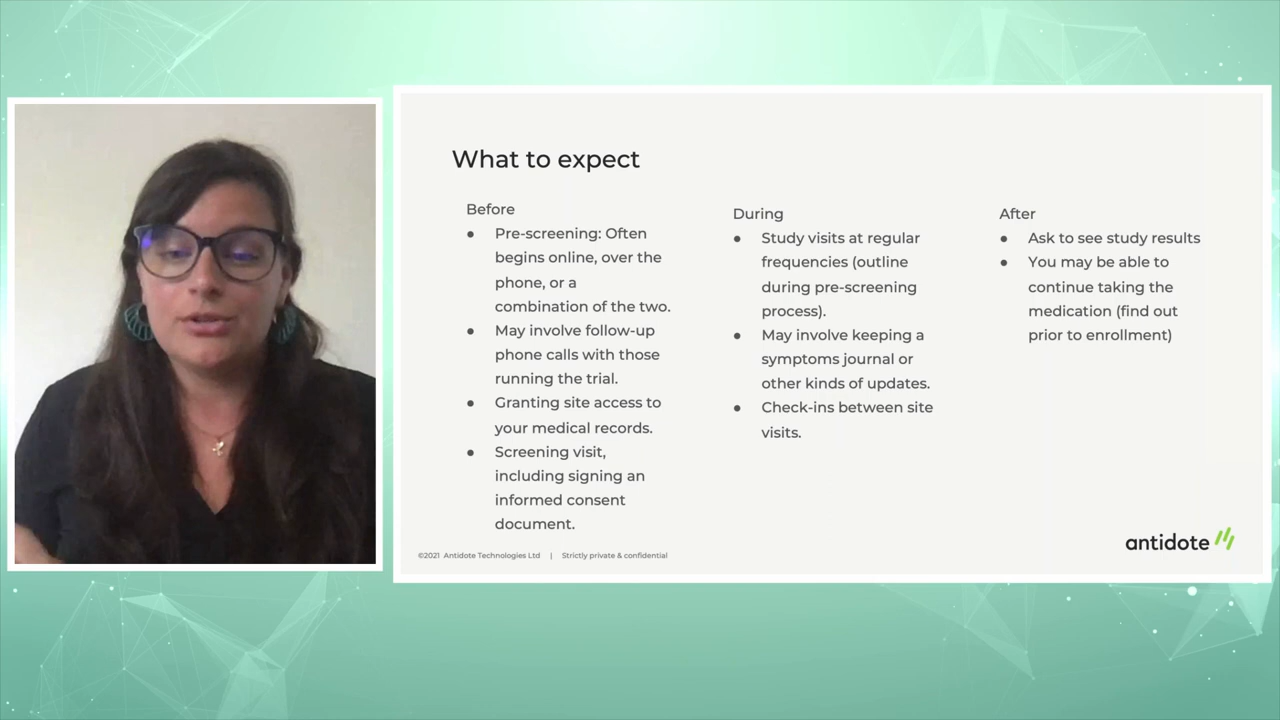 What to expect
Before
● Pre-screening: Often
begins online, over the
phone, or a
combination of the two.
● May involve follow-up
phone calls with those
running the trial.
● Granting site access to
your medical records.
● Screening visit,
including signing an
informed consent
document.
During
● Study visits at regular
frequencies (outline
during pre-screening
process).
● May involve keeping a
symptoms journal or
other kinds of updates.
● Check-ins between site
visits.
After
● Ask to see study results
● You may be able to
continue taking the
medication (find out
prior to enrollment)
©2021 Antidote Technologies Ltd | Strictly private & confidential
antidote